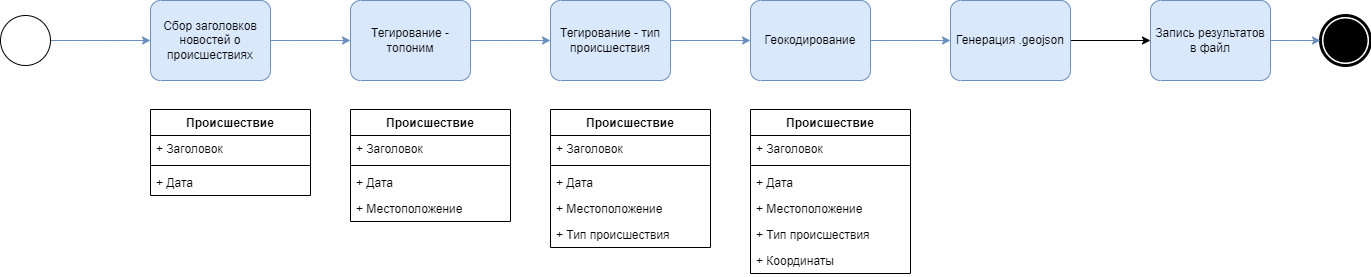 Сбор заголовков
новостей о
происшествиях
Тегирование -
топоним
Тегирование - тип
происшествия
Геокодирование
Генерация .geojson
Запись результатов
в файл
Происшествие
+ Заголовок
+ Дата
Происшествие
+ Заголовок
+ Дата
+ Местоположение
Происшествие
+ Заголовок
+ Дата
+ Местоположение
+ Тип происшествия
Происшествие
+ Заголовок
+ Дата
+ Местоположение
+ Тип происшествия
+ Координаты